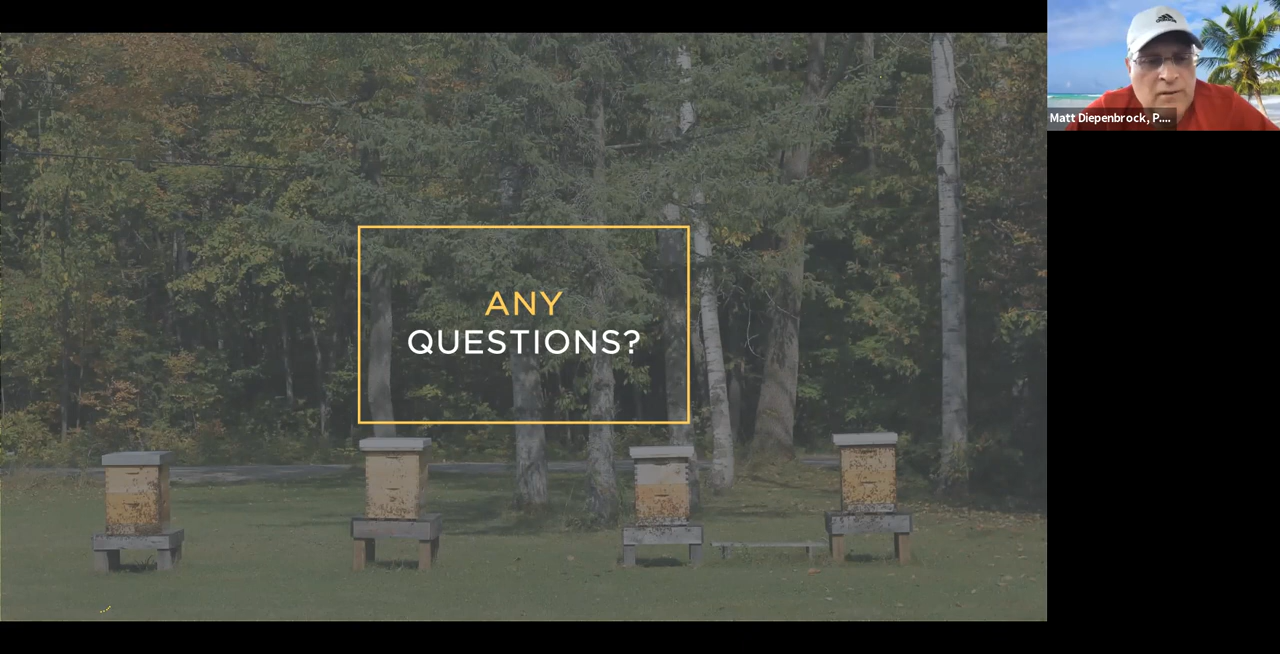 ANY
QUESTIONS?
Matt Diepenbrock, P....